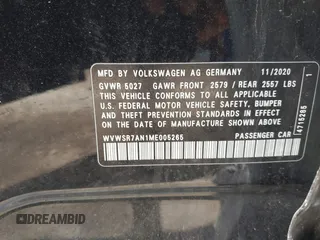 MFD BY VOLKSWAGEN AG GERMANY 11/2020
GVWR 5027 GAWR FRONT 2579 / REAR 2557 LBS
THIS VEHICLE CONFORMS TO ALL APPLICABLE
U.S. FEDERAL MOTOR VEHICLE SAFETY, BUMPER
AND THEFT PREVENTION STANDARDS IN EFFECT
ON THE DATE OF MANUFACTURE SHOWN ABOVE.
WVWSR7AN1ME005265 PASSENGER CAR
14715285
DREAMBID